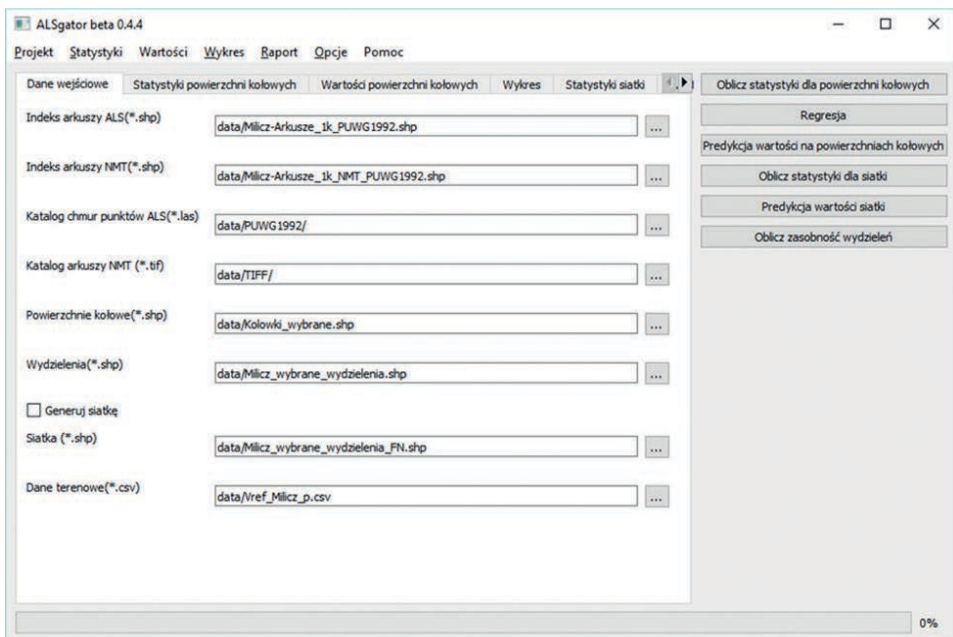 ALSgator beta 0.4.4
Projekt Statystyki Wartości Wykres Raport Opcje Pomoc
Dane wejściowe Statystyki powierzchni kołowych Wartości powierzchni kołowych Wykres Statystyki siatki
Indeks arkuszy ALS(*.shp)
data/Milicz-Arkusze_1k_PUWG1992.shp
...
Indeks arkuszy NMT(*.shp)
data/Milicz-Arkusze_1k_NMT_PUWG1992.shp
...
Katalog chmur punktów ALS(*.las)
data/PUWG1992/
...
Katalog arkuszy NMT (*.tif)
data/TIFF/
...
Powierzchnie kołowe(*.shp)
data/Kolowki_wybrane.shp
...
Wydzielenia(*.shp)
data/Milicz_wybrane_wydzielenia.shp
...
Generuj siatkę
Siatka (*.shp)
data/Milicz_wybrane_wydzielenia_FN.shp
...
Dane terenowe(*.csv)
data/Vref_Milicz_p.csv
...
Oblicz statystyki dla powierzchni kołowych
Regresja
Predykcja wartości na powierzchniach kołowych
Oblicz statystyki dla siatki
Predykcja wartości siatki
Oblicz zasobność wydzieleń
0%